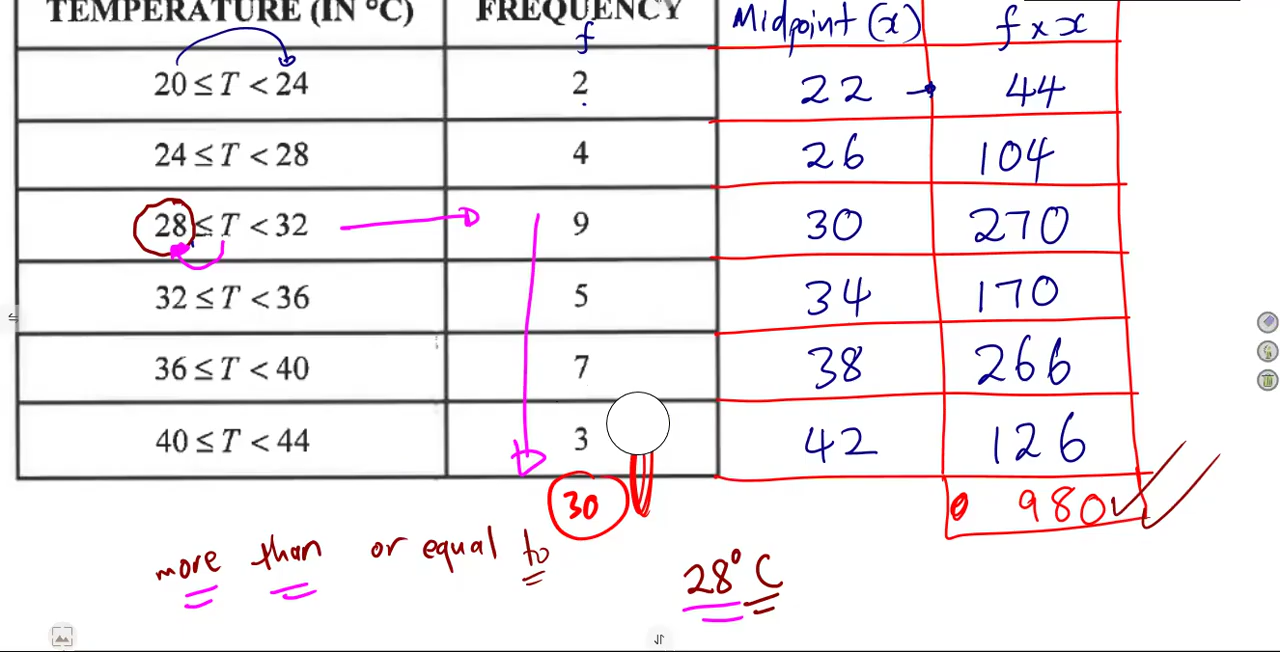 TEMPERATURE (IN °C) FREQUENCY Midpoint (x) f × x
f
20 ≤ T < 24 2 22 44
24 ≤ T < 28 4 26 104
28 ≤ T < 32 9 30 270
32 ≤ T < 36 5 34 170
36 ≤ T < 40 7 38 266
40 ≤ T < 44 3 42 126
30 980
more than or equal to 28° C